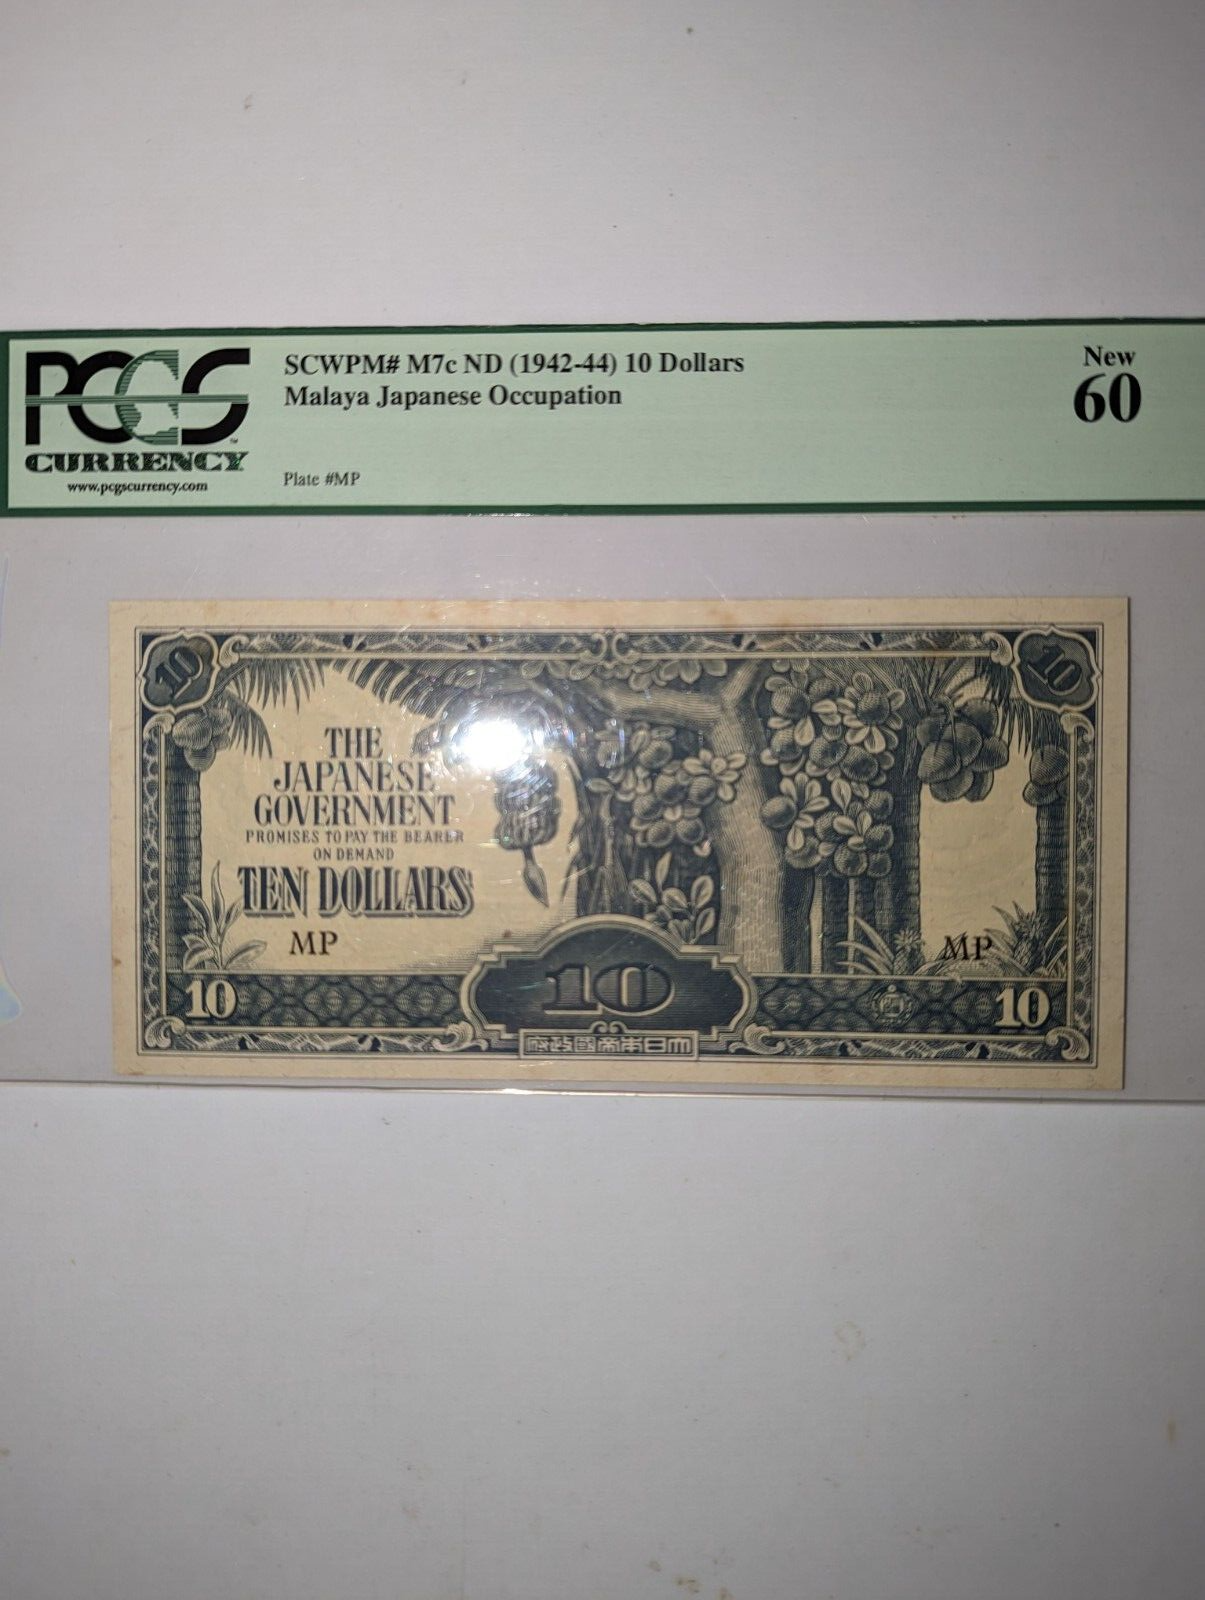 PCGS
CURRENCY
www.pcgscurrency.com
SCWPM# M7c ND (1942-44) 10 Dollars
Malaya Japanese Occupation
Plate #MP
New
60
10
10
THE
JAPANESE
GOVERNMENT
PROMISES TO PAY THE BEARER
ON DEMAND
TEN DOLLARS
MP
MP
10
10
10
府政國帝本日大